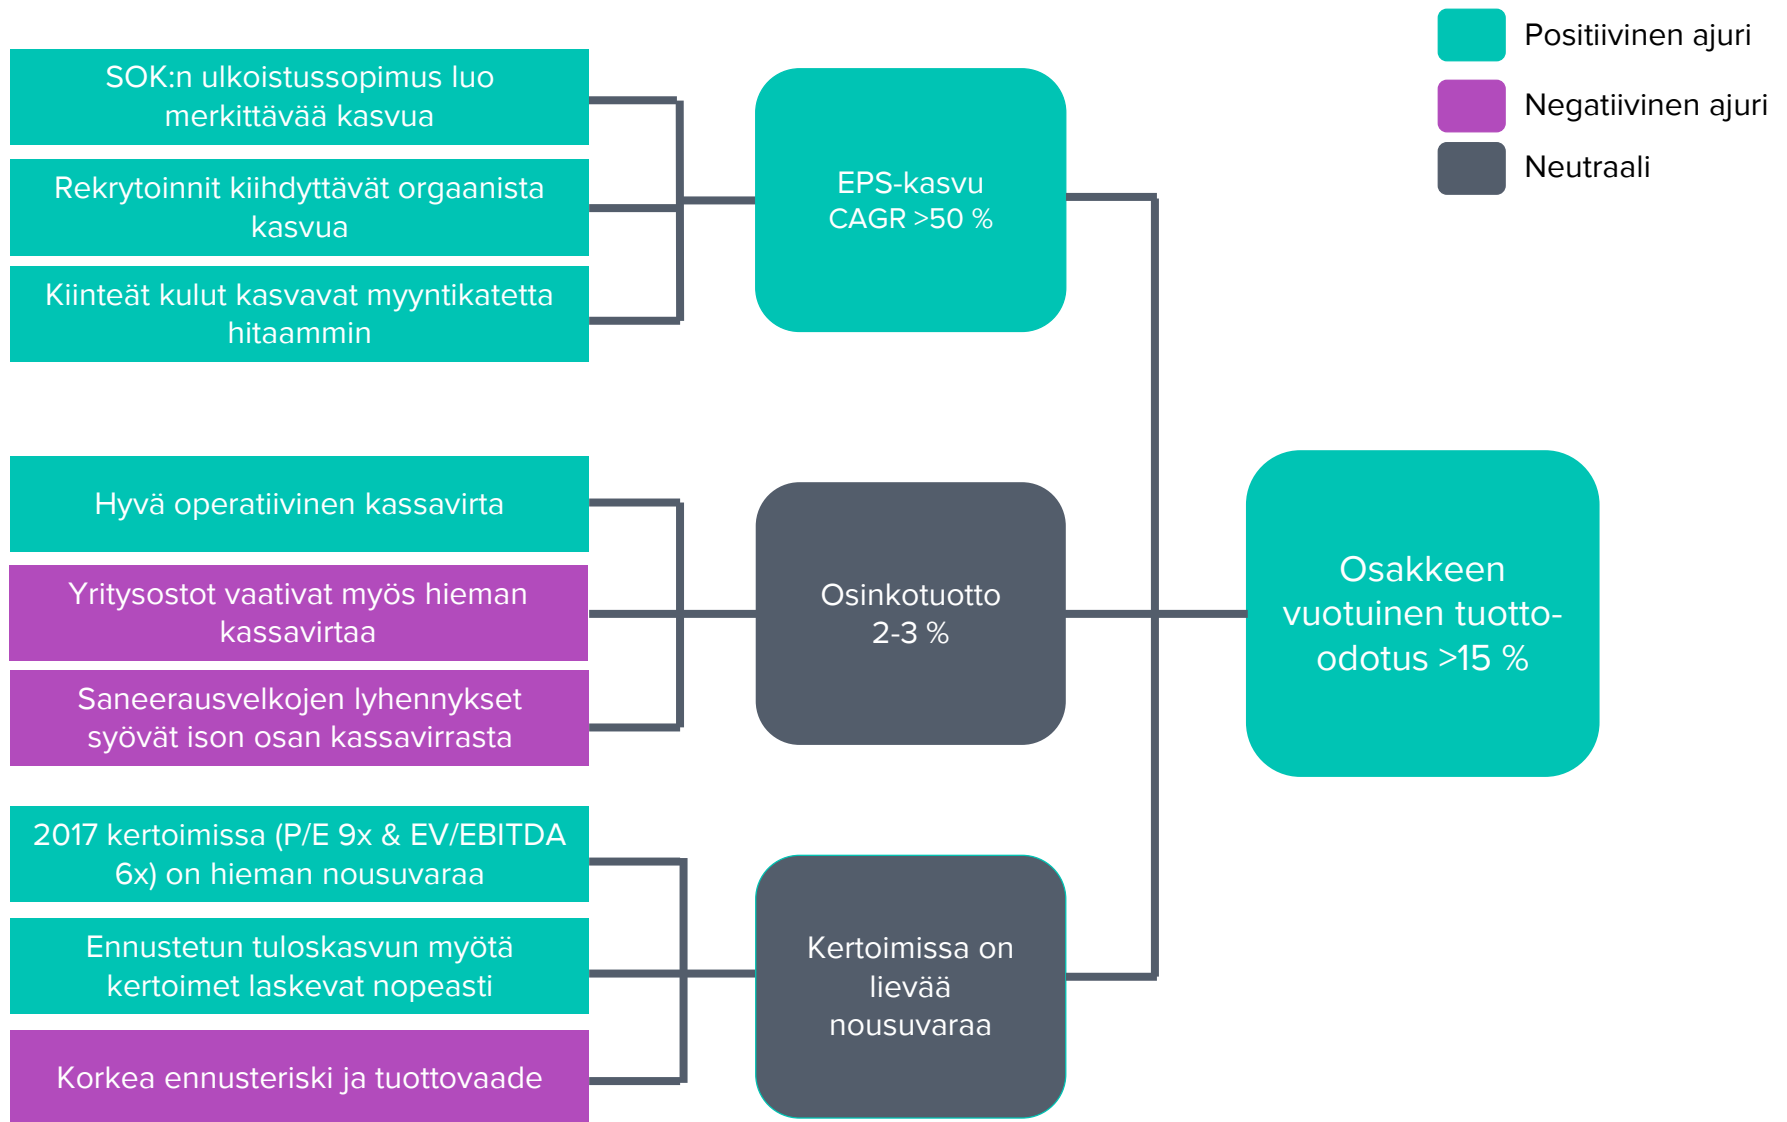 SOK:n ulkoistussopimus luo
merkittävää kasvua
Rekrytoinnit kiihdyttävät orgaanista
kasvua
Kiinteät kulut kasvavat myyntikatetta
hitaammin
EPS-kasvu
CAGR >50 %
Positiivinen ajuri
Negatiivinen ajuri
Neutraali
Hyvä operatiivinen kassavirta
Yritysostot vaativat myös hieman
kassavirtaa
Saneerausvelkojen lyhennykset
syövät ison osan kassavirrasta
Osinkotuotto
2-3 %
Osakkeen
vuotuinen tuotto-
odotus >15 %
2017 kertoimissa (P/E 9x & EV/EBITDA
6x) on hieman nousuvaraa
Ennustetun tuloskasvun myötä
kertoimet laskevat nopeasti
Korkea ennusteriski ja tuottovaade
Kertoimissa on
lievää
nousuvaraa